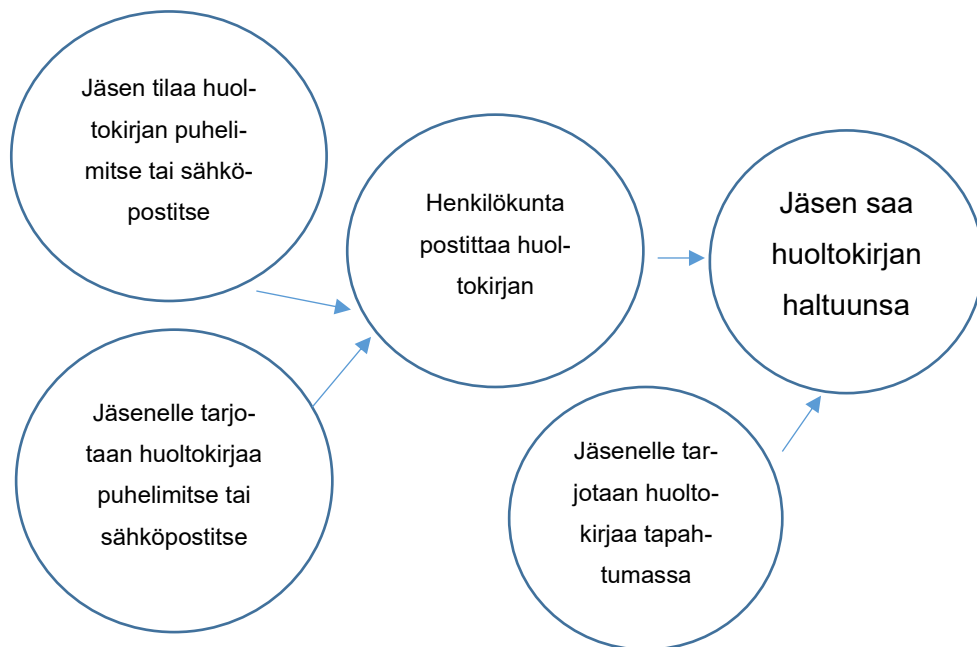 Jäsen tilaa huol-
tokirjan puheli-
mitse tai sähkö-
postitse
Henkilökunta
postittaa huol-
tokirjan
Jäsen saa
huoltokirjan
haltuunsa
Jäsenelle tarjo-
taan huoltokirjaa
puhelimitse tai
sähköpostitse
Jäsenelle tar-
jotaan huolto-
kirjaa tapah-
tumassa